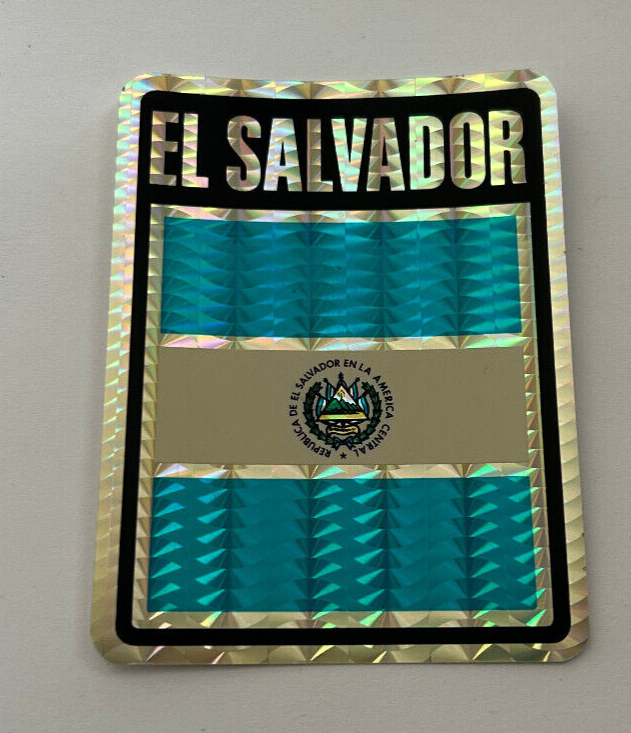 EL SALVADOR
REPUBLICA DE EL SALVADOR EN LA AMERICA CENTRAL